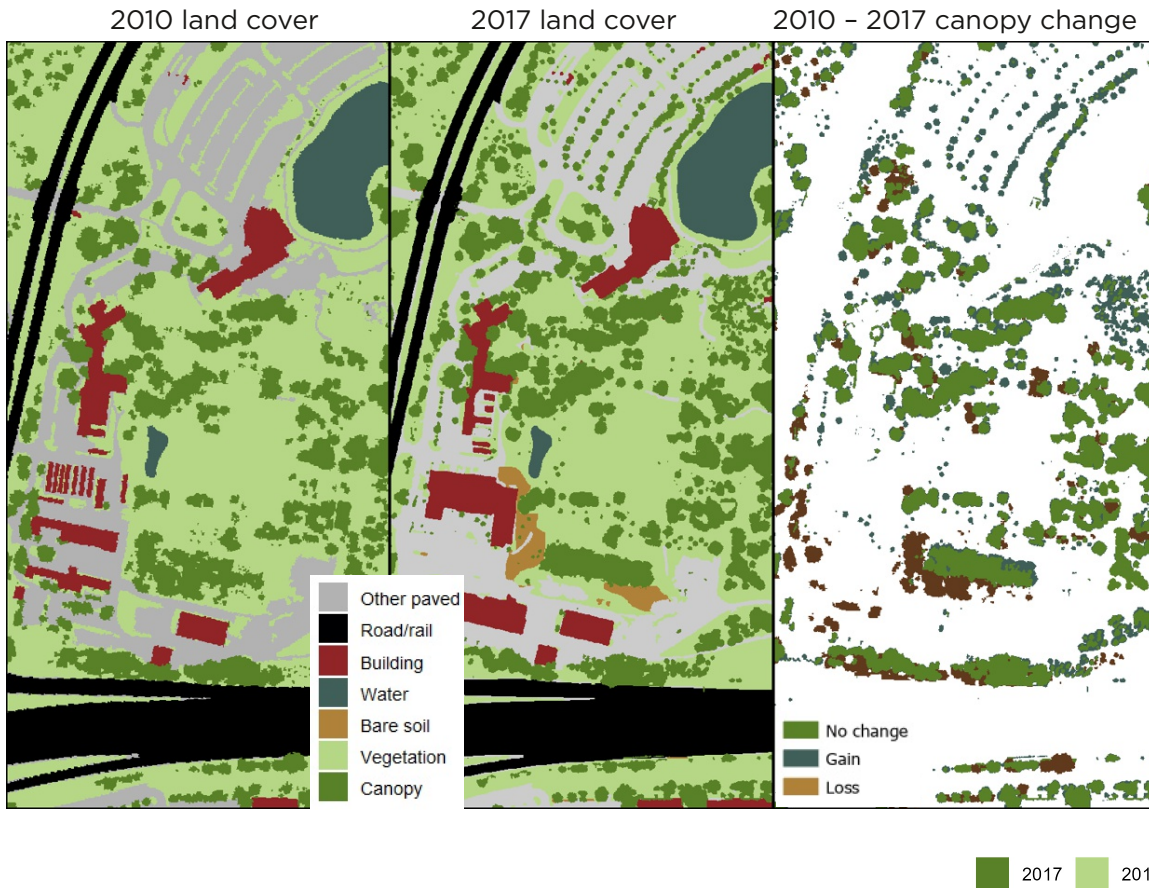 2010 land cover
2017 land cover
2010 – 2017 canopy change
Other paved
Road/rail
Building
Water
Bare soil
Vegetation
Canopy
No change
Gain
Loss
2017